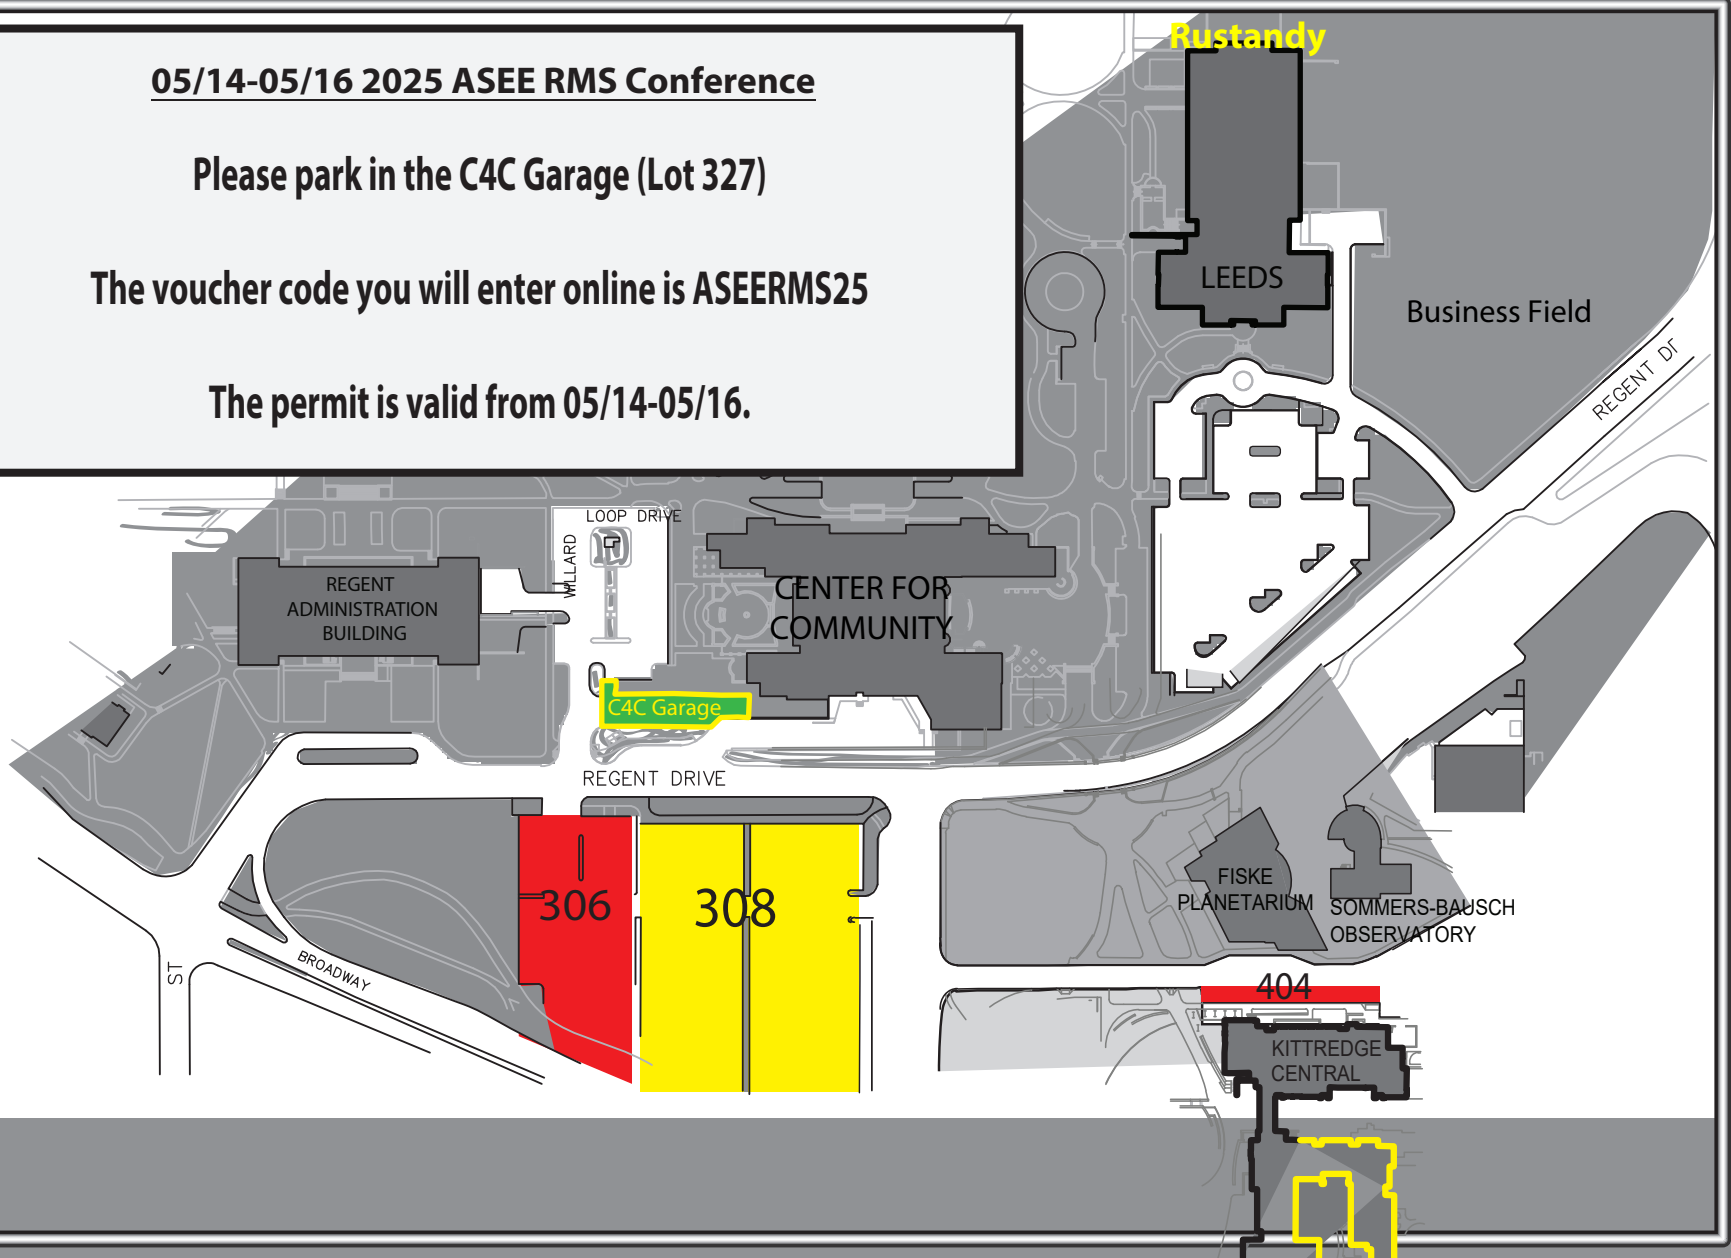 05/14-05/16 2025 ASEE RMS Conference
Please park in the C4C Garage (Lot 327)
The voucher code you will enter online is ASEERMS25
The permit is valid from 05/14-05/16.
Rustandy
LEEDS
Business Field
REGENT Dr
LOOP DRIVE
WILLARD
REGENT
ADMINISTRATION
BUILDING
CENTER FOR
COMMUNITY
C4C Garage
REGENT DRIVE
306
308
FISKE
PLANETARIUM
SOMMERS-BAUSCH
OBSERVATORY
BROADWAY
ST
404
KITTREDGE
CENTRAL